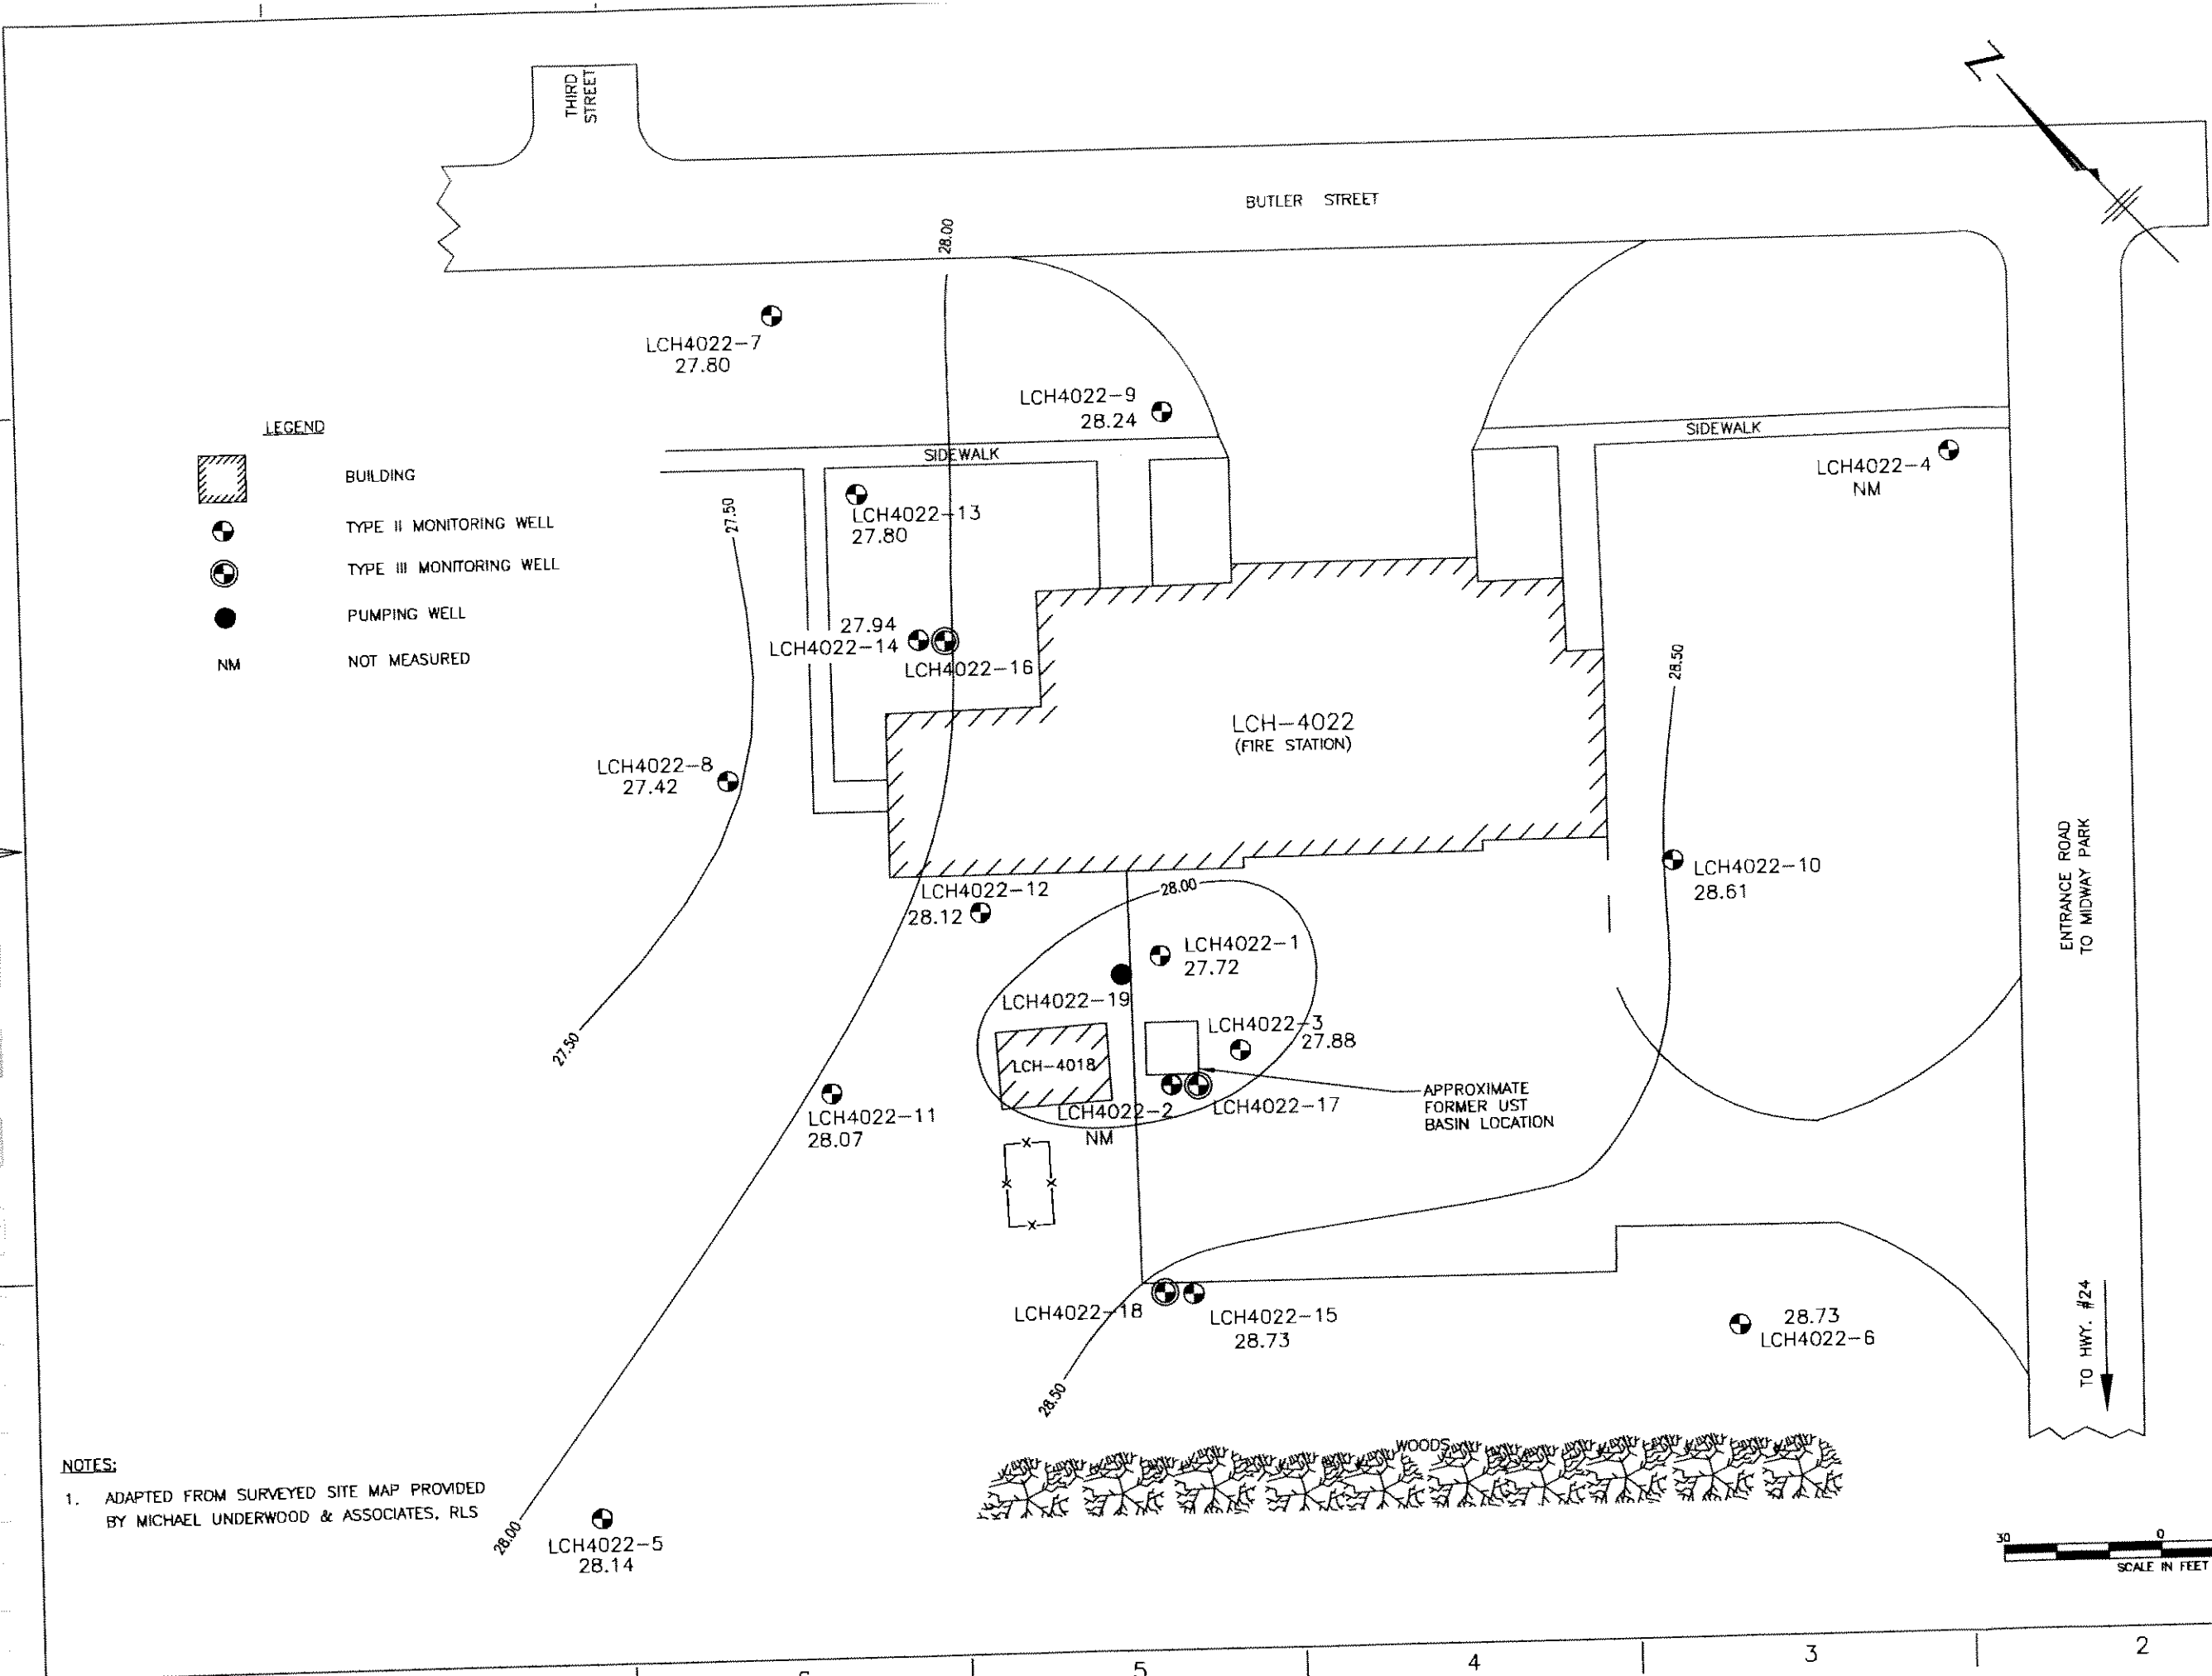 THIRD
STREET
N
BUTLER STREET
28.00
LCH4022-7
27.80
LCH4022-9
28.24
LEGEND
BUILDING
TYPE II MONITORING WELL
TYPE III MONITORING WELL
PUMPING WELL
NM NOT MEASURED
SIDEWALK
SIDEWALK
LCH4022-4
NM
27.50
LCH4022-13
27.80
27.94
LCH4022-14
LCH4022-16
28.50
LCH-4022
(FIRE STATION)
LCH4022-8
27.42
LCH4022-10
28.61
ENTRANCE ROAD
TO MIDWAY PARK
LCH4022-12
28.12
28.00
LCH4022-1
27.72
LCH4022-19
27.50
LCH4022-3
27.88
LCH-4018
LCH4022-11
28.07
LCH4022-2
NM
LCH4022-17
APPROXIMATE
FORMER UST
BASIN LOCATION
X
X
X
X
LCH4022-18
LCH4022-15
28.73
28.73
LCH4022-6
TO HWY. #24
28.50
WOODS
NOTES:
1. ADAPTED FROM SURVEYED SITE MAP PROVIDED
BY MICHAEL UNDERWOOD & ASSOCIATES, RLS
28.00
LCH4022-5
28.14
30 0
SCALE IN FEET
5 4 3 2